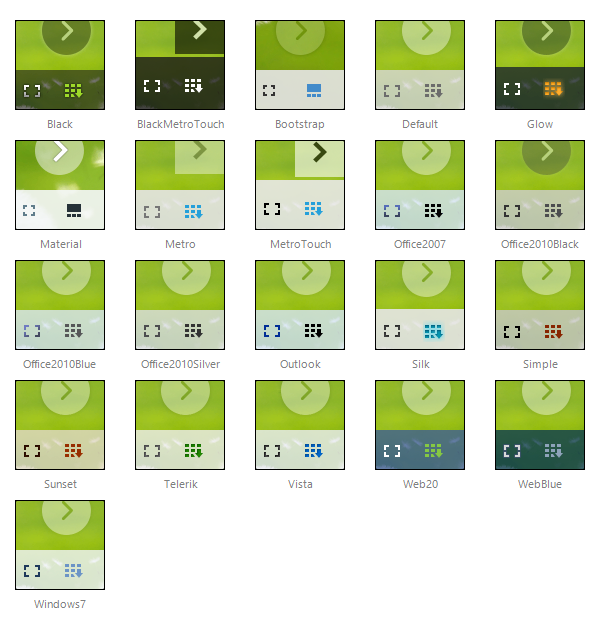 Black
BlackMetroTouch
Bootstrap
Default
Glow
Material
Metro
MetroTouch
Office2007
Office2010Black
Office2010Blue
Office2010Silver
Outlook
Silk
Simple
Sunset
Telerik
Vista
Web20
WebBlue
Windows7